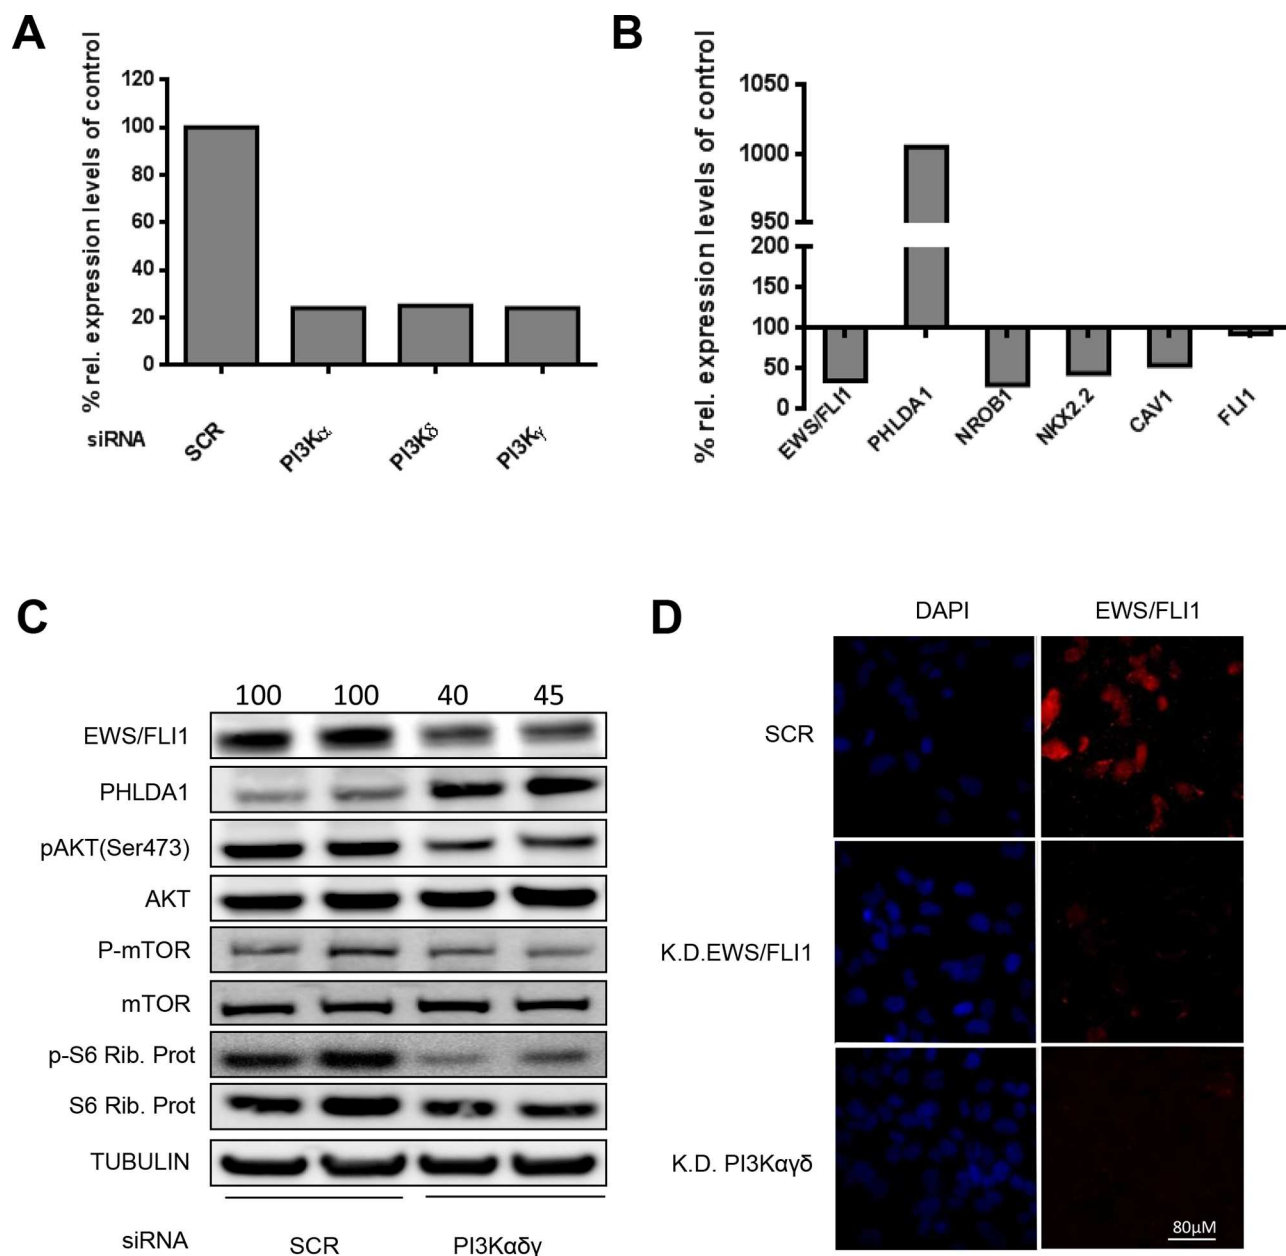 A
% rel. expression levels of control
120
100
80
60
40
20
0
siRNA
SCR
PI3Kα
PI3Kδ
PI3Kγ
B
% rel. expression levels of control
1050
1000
950
200
150
100
50
0
EWS/FLI1
PHLDA1
NROB1
NKX2.2
CAV1
FLI1
C
100 100 40 45
EWS/FLI1
PHLDA1
pAKT(Ser473)
AKT
P-mTOR
mTOR
p-S6 Rib. Prot
S6 Rib. Prot
TUBULIN
siRNA SCR PI3Kαδγ
D
DAPI EWS/FLI1
SCR
K.D.EWS/FLI1
K.D. PI3Kαγδ
80µM